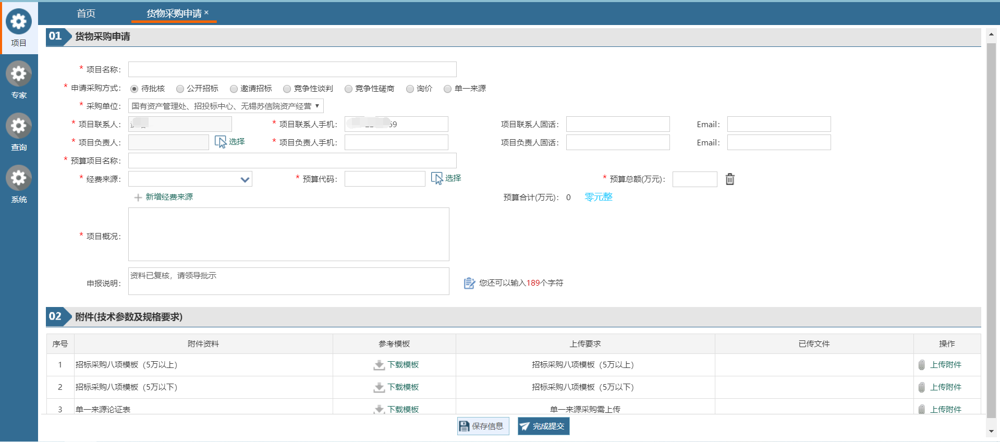 首页 货物采购申请 ×
项目
专家
查询
系统
01 货物采购申请
* 项目名称：
* 申请采购方式： 待批核 公开招标 邀请招标 竞争性谈判 竞争性磋商 询价 单一来源
* 采购单位： 国有资产管理处、招投标中心、无锡苏信院资产经营
* 项目联系人： * 项目联系人手机： 59 项目联系人固话： Email：
* 项目负责人： 选择 * 项目负责人手机： 项目负责人固话： Email：
* 预算项目名称：
* 经费来源： * 预算代码： 选择 * 预算总额(万元)：
新增经费来源 预算合计(万元)： 0 零元整
* 项目概况：
申报说明： 资料已复核，请领导批示 您还可以输入189个字符
02 附件(技术参数及规格要求)
序号 附件资料 参考模板 上传要求 已传文件 操作
1 招标采购八项模板（5万以上） 下载模板 招标采购八项模板（5万以上） 上传附件
2 招标采购八项模板（5万以下） 下载模板 招标采购八项模板（5万以下） 上传附件
3 单一来源论证表 下载模板 单一来源采购需上传 上传附件
保存信息 完成提交